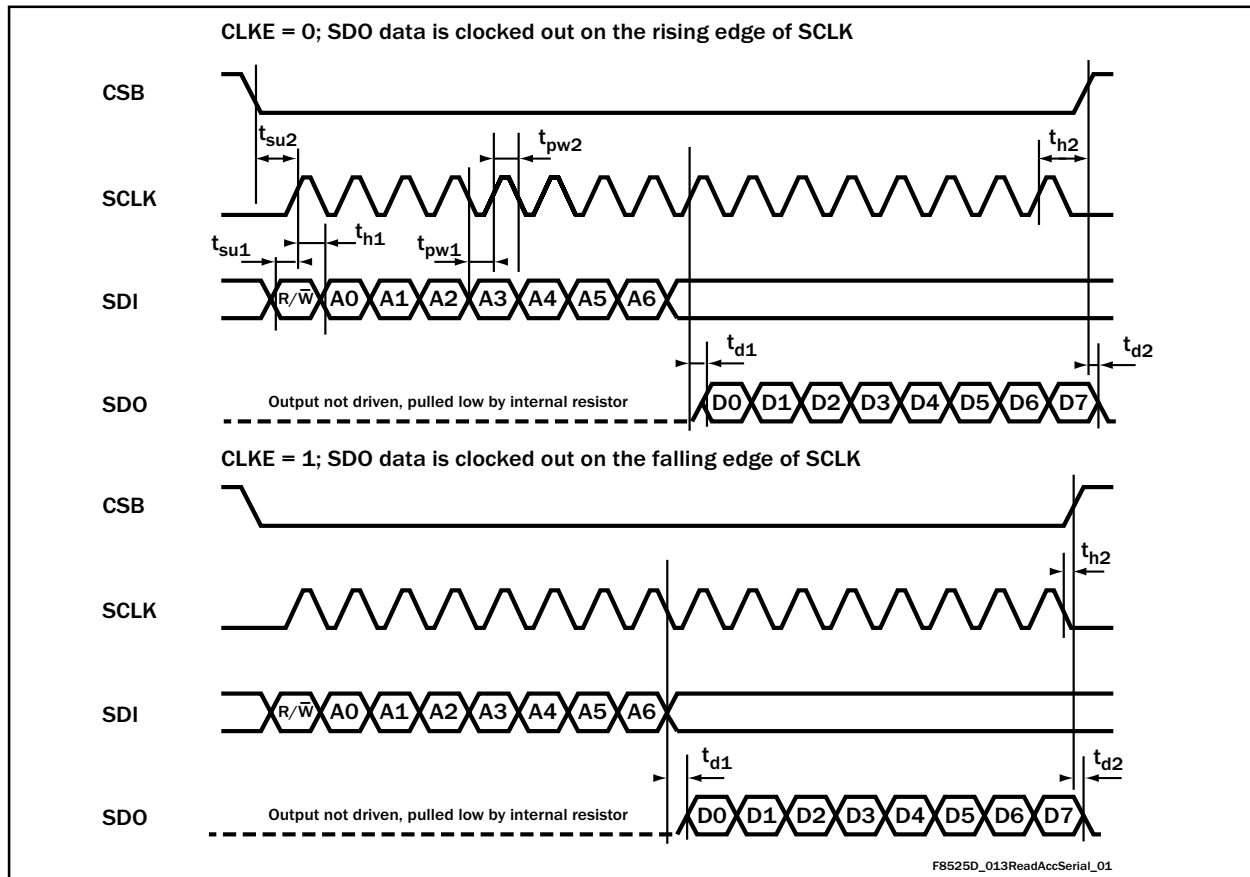 CLKE = 0; SDO data is clocked out on the rising edge of SCLK
CSB
tsu2
tpw2
th2
SCLK
tsu1
th1
tpw1
SDI
R/W̅ A0 A1 A2 A3 A4 A5 A6
td1
td2
SDO
Output not driven, pulled low by internal resistor
D0 D1 D2 D3 D4 D5 D6 D7
CLKE = 1; SDO data is clocked out on the falling edge of SCLK
CSB
th2
SCLK
SDI
R/W̅ A0 A1 A2 A3 A4 A5 A6
td1
td2
SDO
Output not driven, pulled low by internal resistor
D0 D1 D2 D3 D4 D5 D6 D7
F8525D_013ReadAccSerial_01